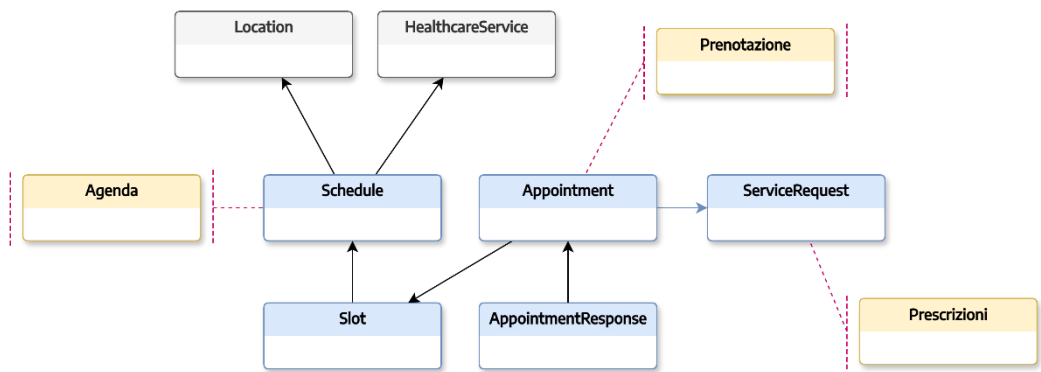 Location
HealthcareService
Prenotazione
Agenda
Schedule
Appointment
ServiceRequest
Slot
AppointmentResponse
Prescrizioni